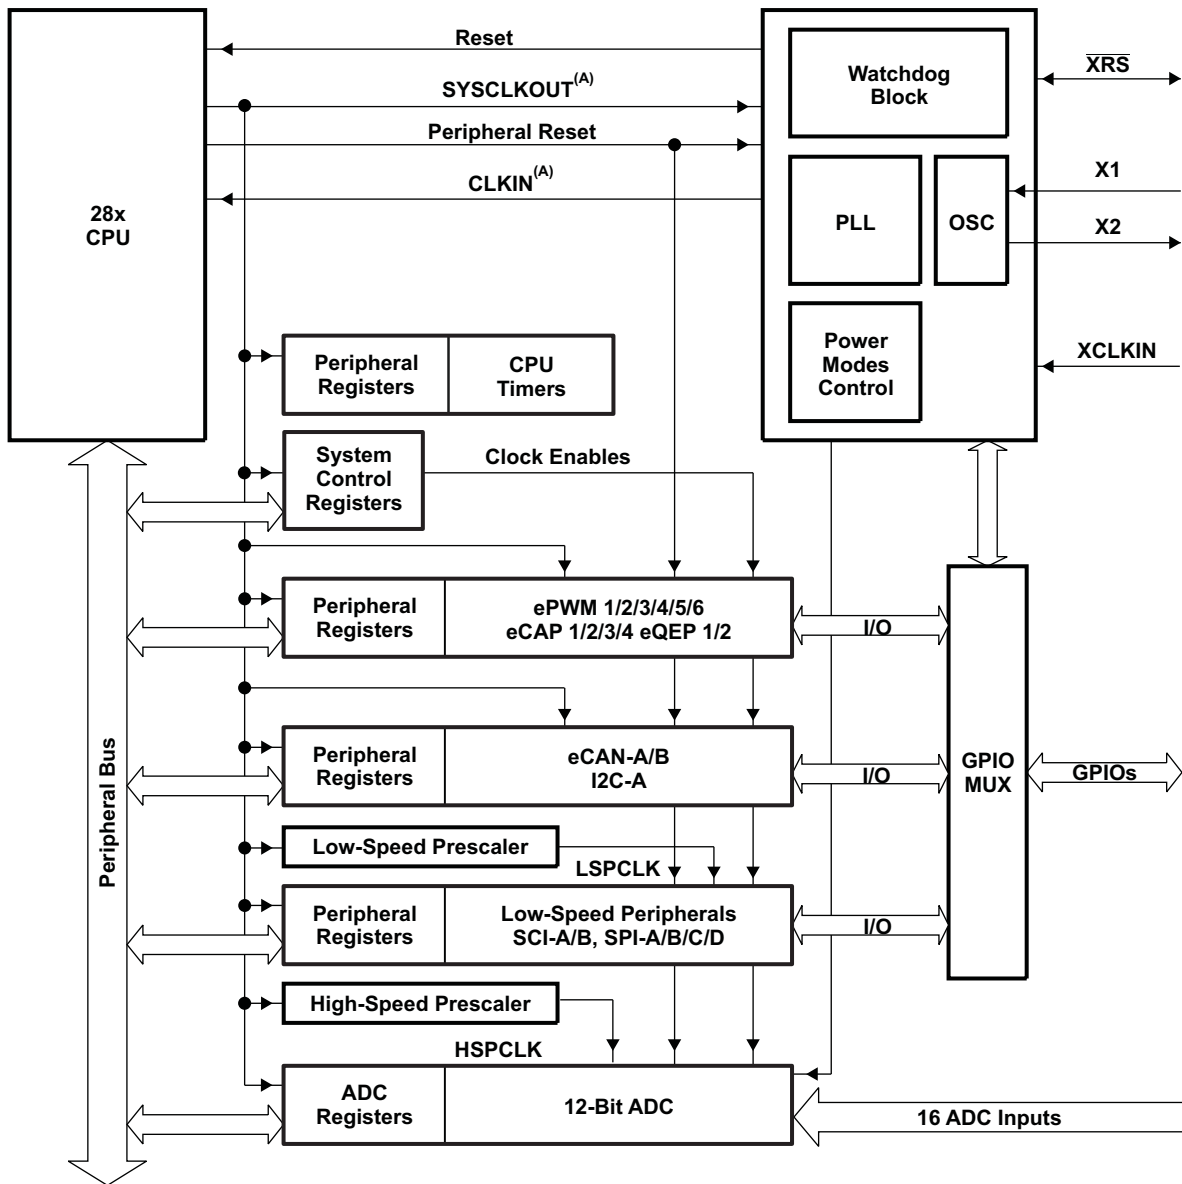 Reset
SYSCLKOUT(A)
Peripheral Reset
CLKIN(A)
28x
CPU
Watchdog
Block
PLL
OSC
Power
Modes
Control
XRS
X1
X2
XCLKIN
Peripheral
Registers
CPU
Timers
System
Control
Registers
Clock Enables
Peripheral
Registers
ePWM 1/2/3/4/5/6
eCAP 1/2/3/4 eQEP 1/2
I/O
Peripheral Bus
Peripheral
Registers
eCAN-A/B
I2C-A
I/O
GPIO
MUX
GPIOs
Low-Speed Prescaler
LSPCLK
Peripheral
Registers
Low-Speed Peripherals
SCI-A/B, SPI-A/B/C/D
I/O
High-Speed Prescaler
HSPCLK
ADC
Registers
12-Bit ADC
16 ADC Inputs